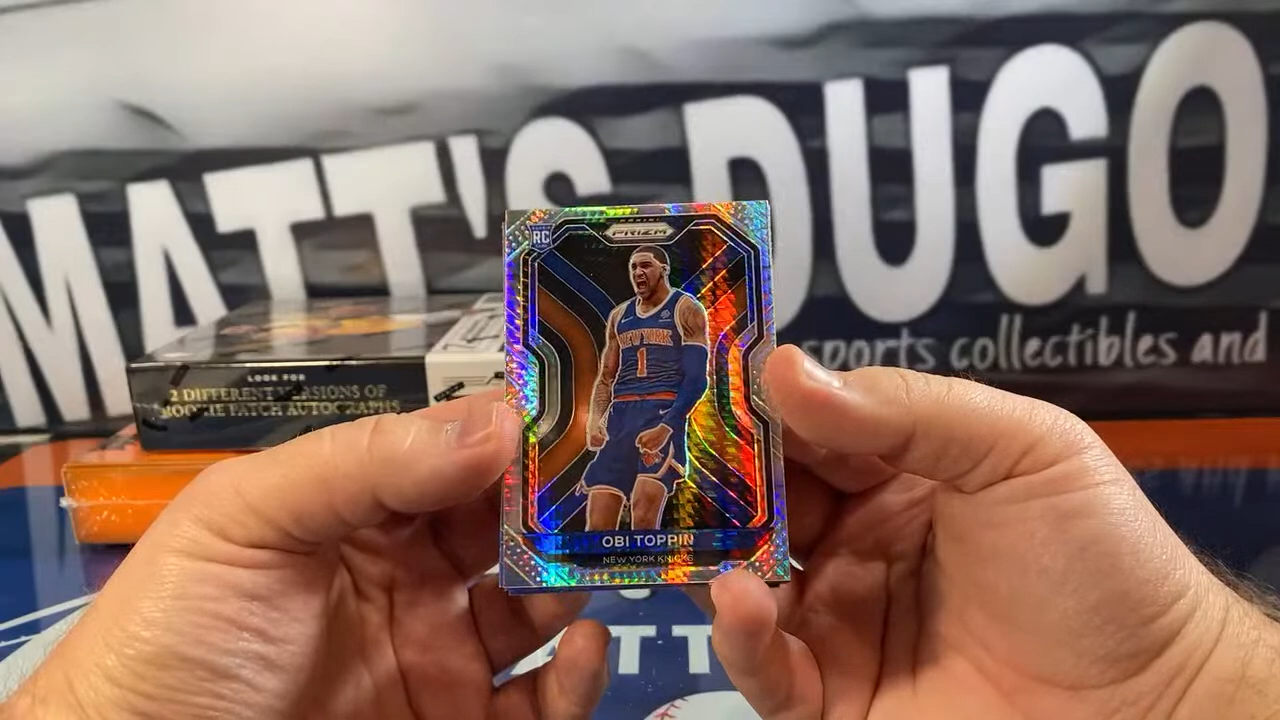 MATT'S DUGO
sports collectibles and
LOOK FOR
2 DIFFERENT VERSIONS OF
ROOKIE PATCH AUTOGRAPHS
RC
PANINI
PRIZM
NEW YORK
1
OBI TOPPIN
NEW YORK KNICKS
TT